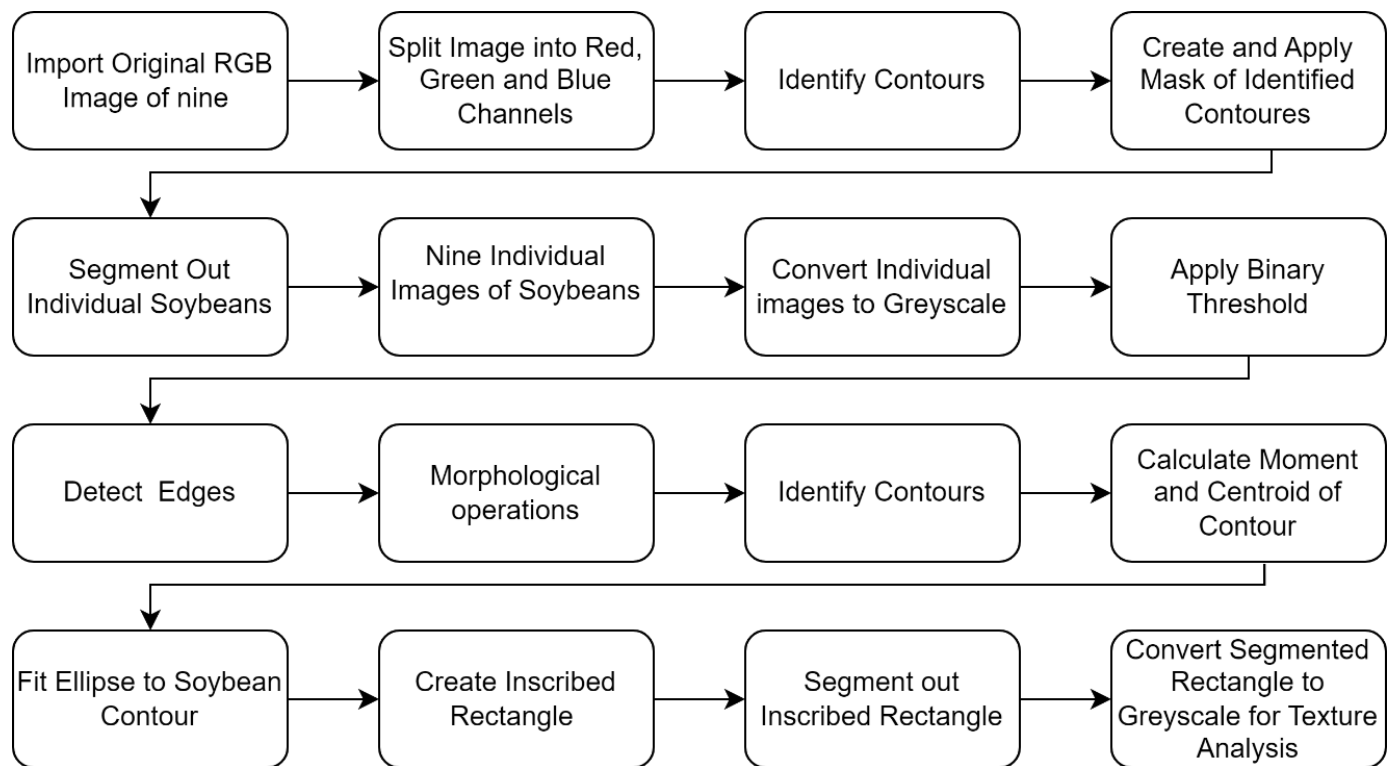 Import Original RGB
Image of nine
Split Image into Red,
Green and Blue
Channels
Identify Contours
Create and Apply
Mask of Identified
Contoures
Segment Out
Individual Soybeans
Nine Individual
Images of Soybeans
Convert Individual
images to Greyscale
Apply Binary
Threshold
Detect  Edges
Morphological
operations
Identify Contours
Calculate Moment
and Centroid of
Contour
Fit Ellipse to Soybean
Contour
Create Inscribed
Rectangle
Segment out
Inscribed Rectangle
Convert Segmented
Rectangle to
Greyscale for Texture
Analysis